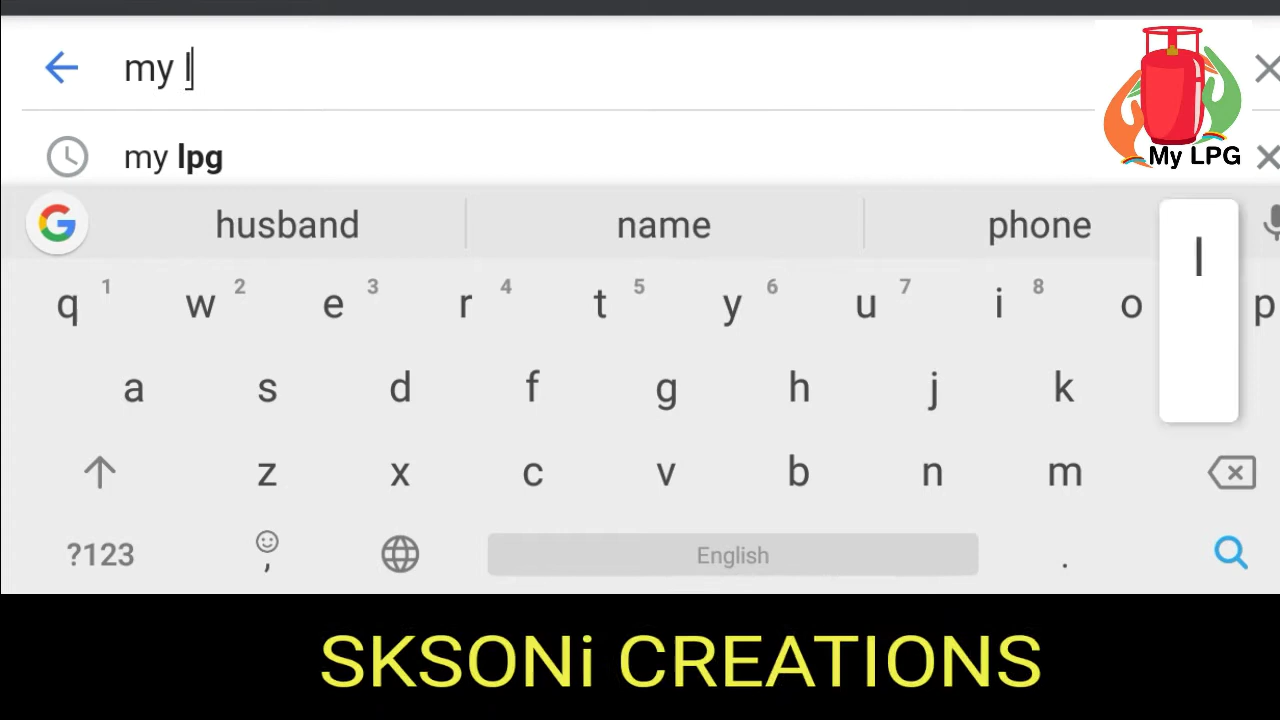 my l
my lpg
My LPG
husband name phone
l
q 1 w 2 e 3 r 4 t 5 y 6 u 7 i 8 o p
a s d f g h j k
z x c v b n m
?123 , English .
SKSONi CREATIONS